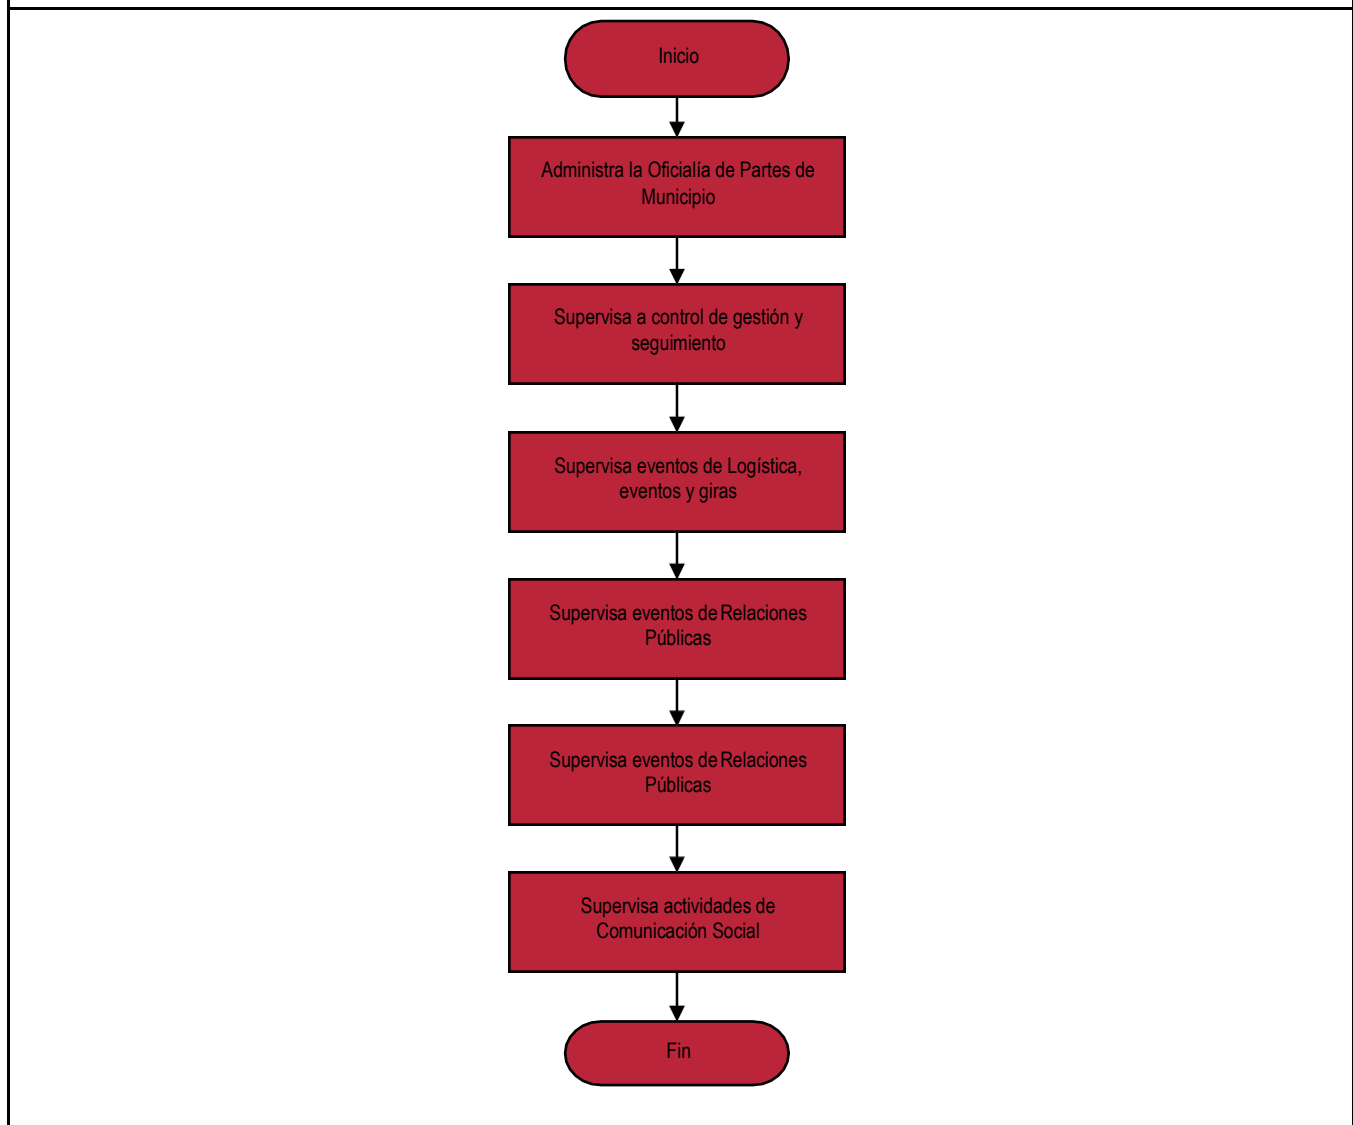 Inicio
Administra la Oficialía de Partes de
Municipio
Supervisa a control de gestión y
seguimiento
Supervisa eventos de Logística,
eventos y giras
Supervisa eventos de Relaciones
Públicas
Supervisa eventos de Relaciones
Públicas
Supervisa actividades de
Comunicación Social
Fin